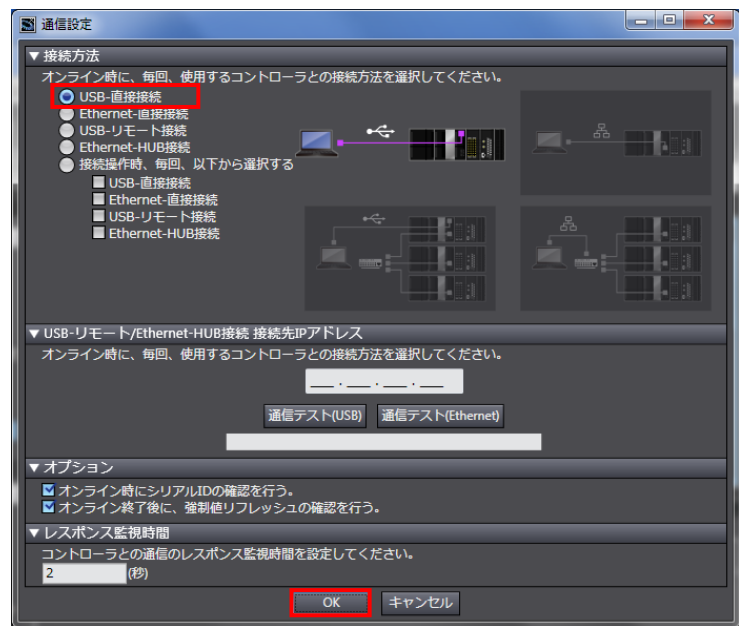 通信設定
▼接続方法
オンライン時に、毎回、使用するコントローラとの接続方法を選択してください。
USB-直接接続
Ethernet-直接接続
USB-リモート接続
Ethernet-HUB接続
接続操作時、毎回、以下から選択する
USB-直接接続
Ethernet-直接接続
USB-リモート接続
Ethernet-HUB接続
▼USB-リモート/Ethernet-HUB接続 接続先IPアドレス
オンライン時に、毎回、使用するコントローラとの接続方法を選択してください。
___.___.___.___
通信テスト(USB) 通信テスト(Ethernet)
▼オプション
オンライン時にシリアルIDの確認を行う。
オンライン終了後に、強制値リフレッシュの確認を行う。
▼レスポンス監視時間
コントローラとの通信のレスポンス監視時間を設定してください。
2 (秒)
OK キャンセル